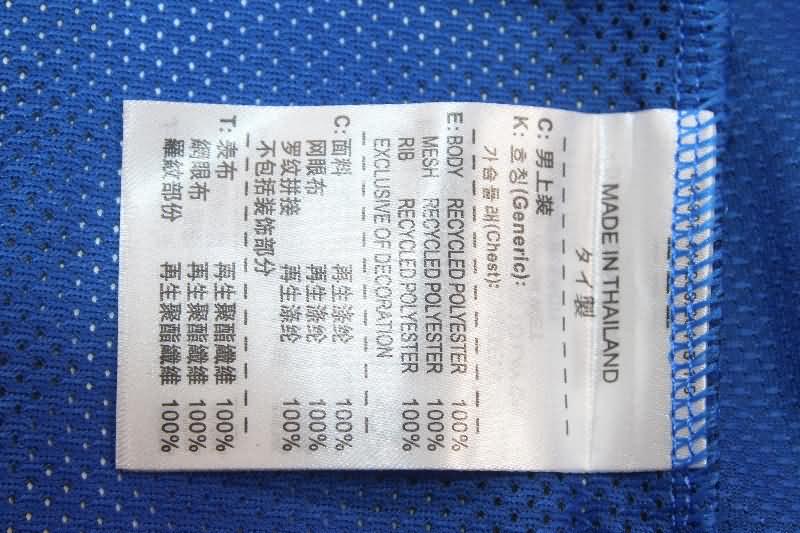 MADE IN THAILAND
タイ製
C: 男上装
K: 호칭(Generic):
가슴둘레(Chest):
E: BODY RECYCLED POLYESTER 100%
MESH RECYCLED POLYESTER 100%
RIB RECYCLED POLYESTER 100%
EXCLUSIVE OF DECORATION
C: 面料 再生涤纶 100%
网眼布 再生涤纶 100%
罗纹拼接 再生涤纶 100%
不包括装饰部分
T: 表布 再生聚酯纖維 100%
網眼布 再生聚酯纖維 100%
羅紋部份 再生聚酯纖維 100%